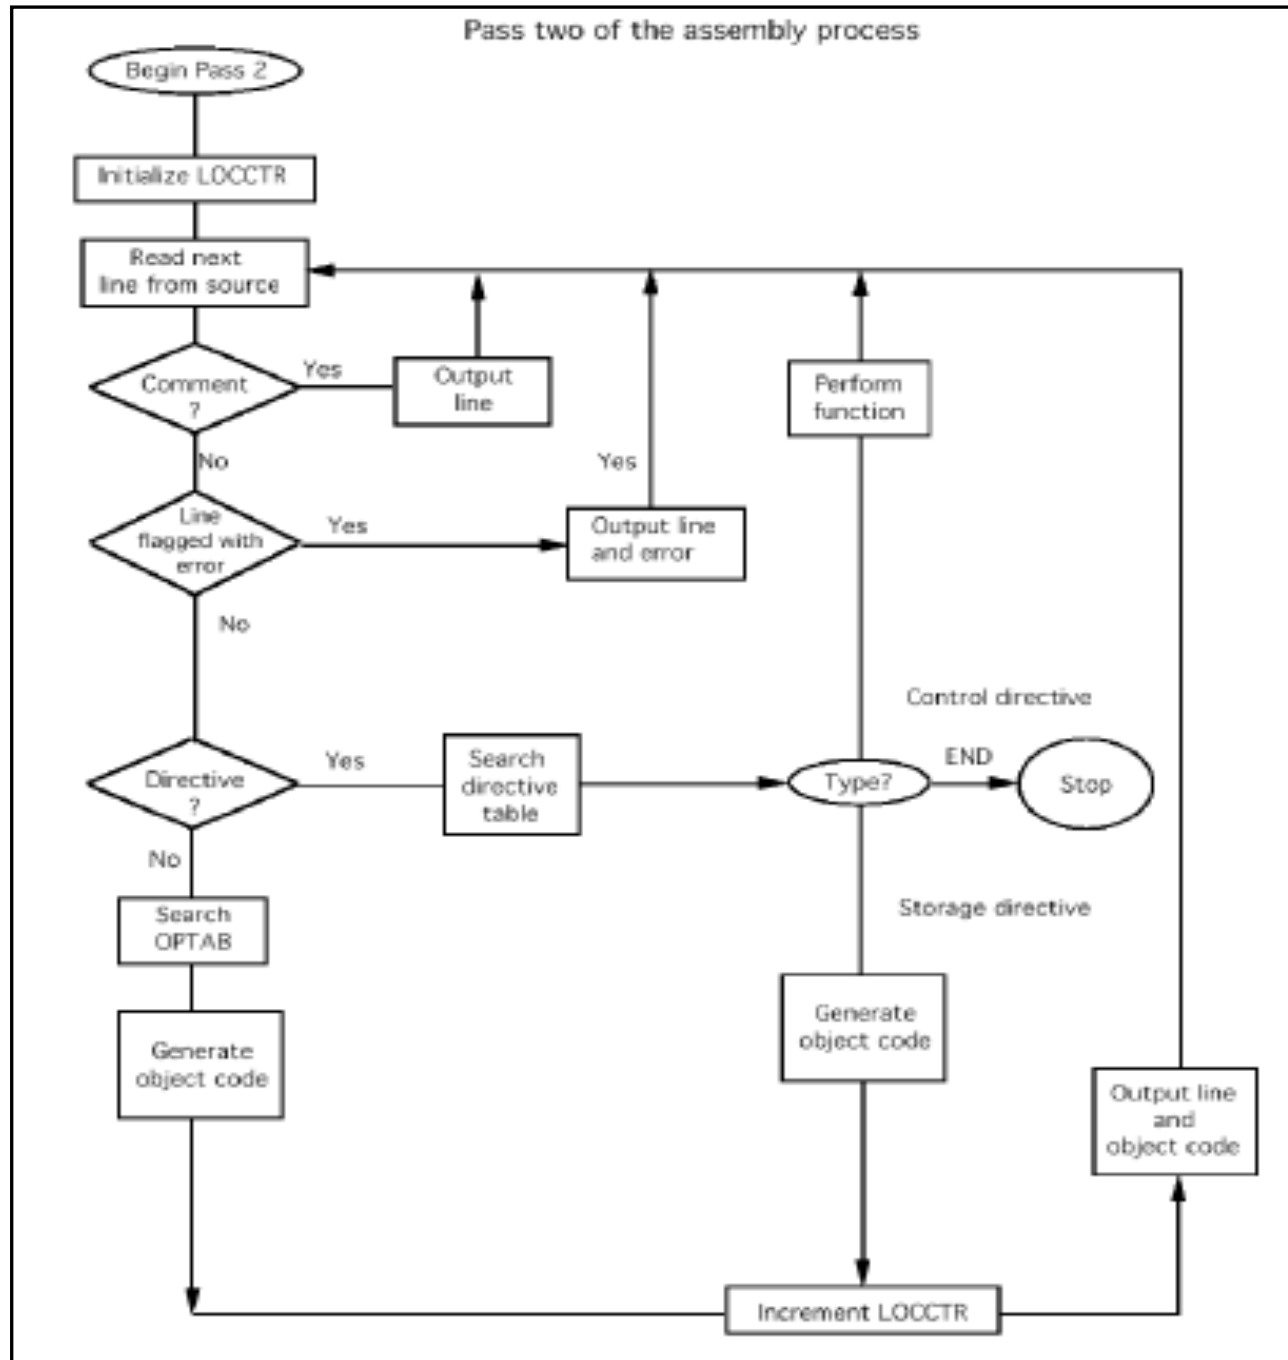 Pass two of the assembly process
Begin Pass 2
Initialize LOCCTR
Read next
line from source
Comment
?
Yes
Output
line
Perform
function
No
Line
flagged with
error
Yes
Yes
Output line
and error
No
Control directive
Directive
?
Yes
Search
directive
table
Type?
END
Stop
No
Storage directive
Search
OPTAB
Generate
object code
Generate
object code
Output line
and
object code
Increment LOCCTR